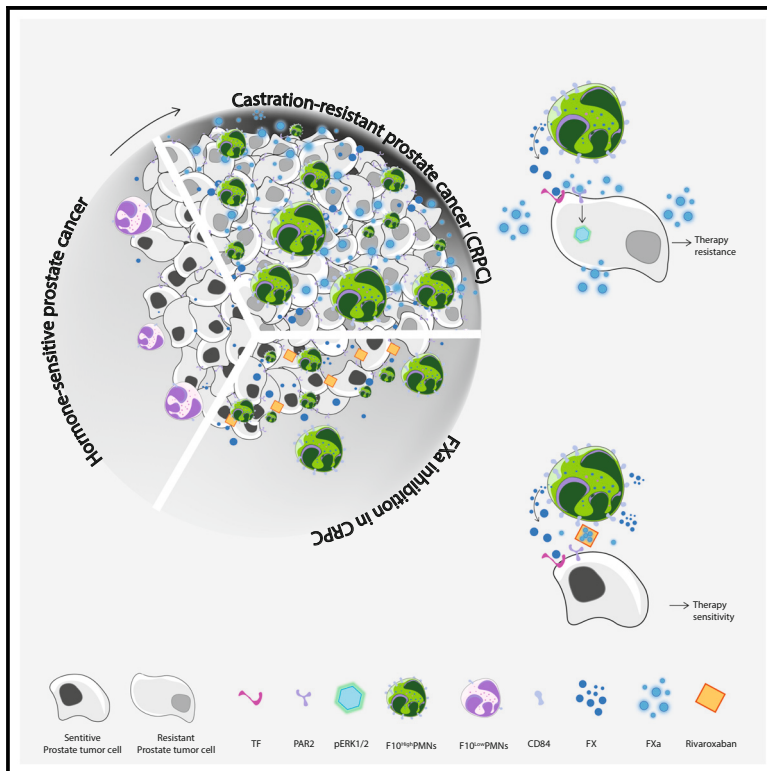 Castration-resistant prostate cancer (CRPC)
Hormone-sensitive prostate cancer
FXa inhibition in CRPC
Therapy
resistance
Therapy
sensitivity
Sentitive
Prostate tumor cell
Resistant
Prostate tumor cell
TF
PAR2
pERK1/2
F10HighPMNs
F10LowPMNs
CD84
FX
FXa
Rivaroxaban